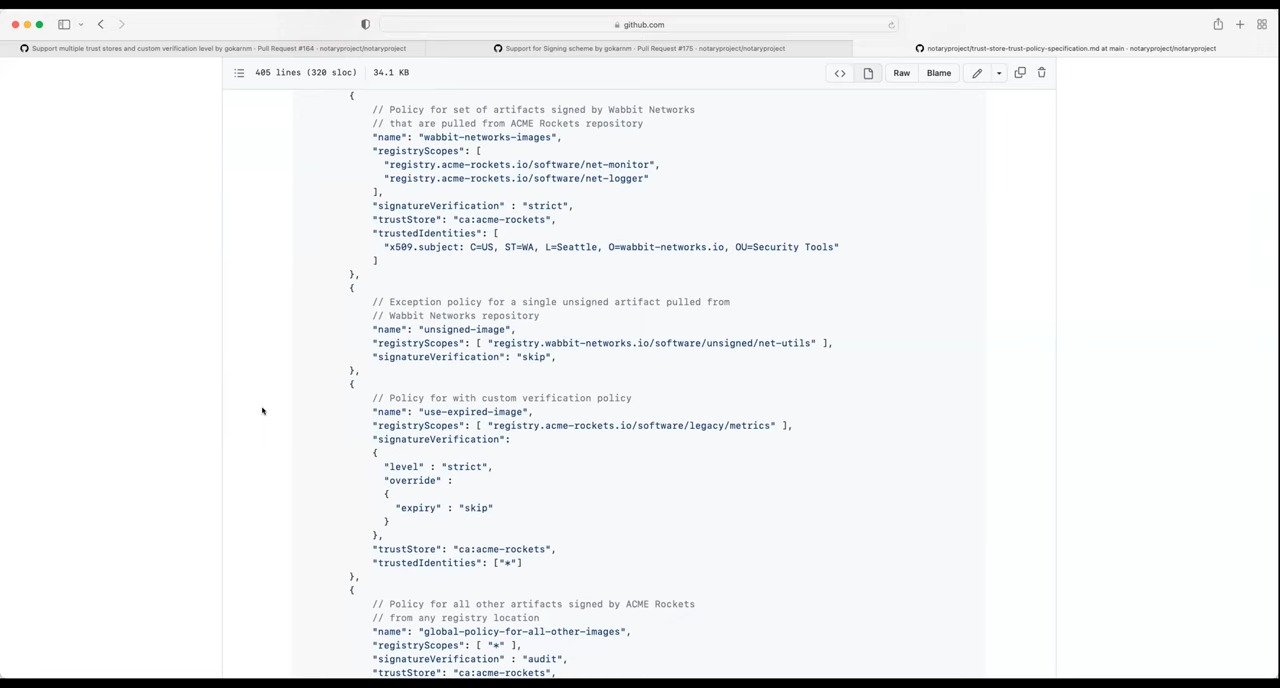 github.com
Support multiple trust stores and custom verification level by gokarnm · Pull Request #164 · notaryproject/notaryproject
Support for Signing scheme by gokarnm · Pull Request #175 · notaryproject/notaryproject
notaryproject/trust-store-trust-policy-specification.md at main · notaryproject/notaryproject
405 lines (320 sloc) 34.1 KB
Raw Blame
{
// Policy for set of artifacts signed by Wabbit Networks
// that are pulled from ACME Rockets repository
"name": "wabbit-networks-images",
"registryScopes": [
"registry.acme-rockets.io/software/net-monitor",
"registry.acme-rockets.io/software/net-logger"
],
"signatureVerification" : "strict",
"trustStore": "ca:acme-rockets",
"trustedIdentities": [
"x509.subject: C=US, ST=WA, L=Seattle, O=wabbit-networks.io, OU=Security Tools"
]
},
{
// Exception policy for a single unsigned artifact pulled from
// Wabbit Networks repository
"name": "unsigned-image",
"registryScopes": [ "registry.wabbit-networks.io/software/unsigned/net-utils" ],
"signatureVerification": "skip",
},
{
// Policy for with custom verification policy
"name": "use-expired-image",
"registryScopes": [ "registry.acme-rockets.io/software/legacy/metrics" ],
"signatureVerification":
{
"level" : "strict",
"override" :
{
"expiry" : "skip"
}
},
"trustStore": "ca:acme-rockets",
"trustedIdentities": ["*"]
},
{
// Policy for all other artifacts signed by ACME Rockets
// from any registry location
"name": "global-policy-for-all-other-images",
"registryScopes": [ "*" ],
"signatureVerification" : "audit",
"trustStore": "ca:acme-rockets",